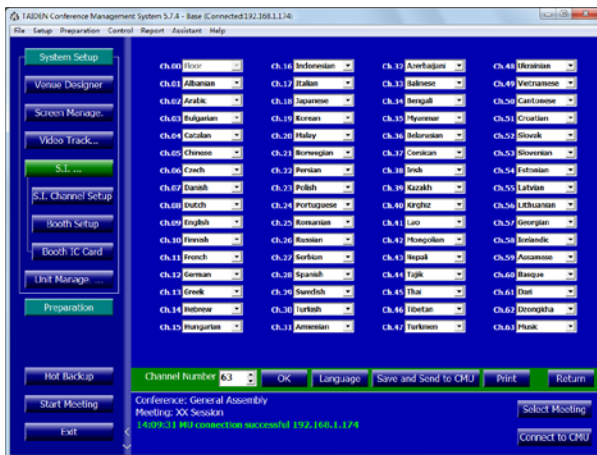 TAIDEN Conference Management System 5.7.4 - Base (Connected:192.168.1.174)
File Setup Preparation Control Report Assistant Help
System Setup
Venue Designer
Screen Manage.
Video Track...
S.I. ...
S.I. Channel Setup
Booth Setup
Booth IC Card
Unit Manage. ...
Preparation
Hot Backup
Start Meeting
Exit
Ch.00 Floor
Ch.01 Albanian
Ch.02 Arabic
Ch.03 Bulgarian
Ch.04 Catalan
Ch.05 Chinese
Ch.06 Czech
Ch.07 Danish
Ch.08 Dutch
Ch.09 English
Ch.10 Finnish
Ch.11 French
Ch.12 German
Ch.13 Greek
Ch.14 Hebrew
Ch.15 Hungarian
Ch.16 Indonesian
Ch.17 Italian
Ch.18 Japanese
Ch.19 Korean
Ch.20 Malay
Ch.21 Norwegian
Ch.22 Persian
Ch.23 Polish
Ch.24 Portuguese
Ch.25 Romanian
Ch.26 Russian
Ch.27 Serbian
Ch.28 Spanish
Ch.29 Swedish
Ch.30 Turkish
Ch.31 Armenian
Ch.32 Azerbaijani
Ch.33 Balinese
Ch.34 Bengali
Ch.35 Myanmar
Ch.36 Belarusian
Ch.37 Corsican
Ch.38 Irish
Ch.39 Kazakh
Ch.40 Kirghiz
Ch.41 Lao
Ch.42 Mongolian
Ch.43 Nepali
Ch.44 Tajik
Ch.45 Thai
Ch.46 Tibetan
Ch.47 Turkmen
Ch.48 Ukrainian
Ch.49 Vietnamese
Ch.50 Cantonese
Ch.51 Croatian
Ch.52 Slovak
Ch.53 Slovenian
Ch.54 Estonian
Ch.55 Latvian
Ch.56 Lithuanian
Ch.57 Georgian
Ch.58 Icelandic
Ch.59 Assamese
Ch.60 Basque
Ch.61 Dari
Ch.62 Dzongkha
Ch.63 Music
Channel Number 63 OK Language Save and Send to CMU Print Return
Conference: General Assembly
Meeting: XX Session
14:09:31 MU connection successful 192.168.1.174
Select Meeting
Connect to CMU